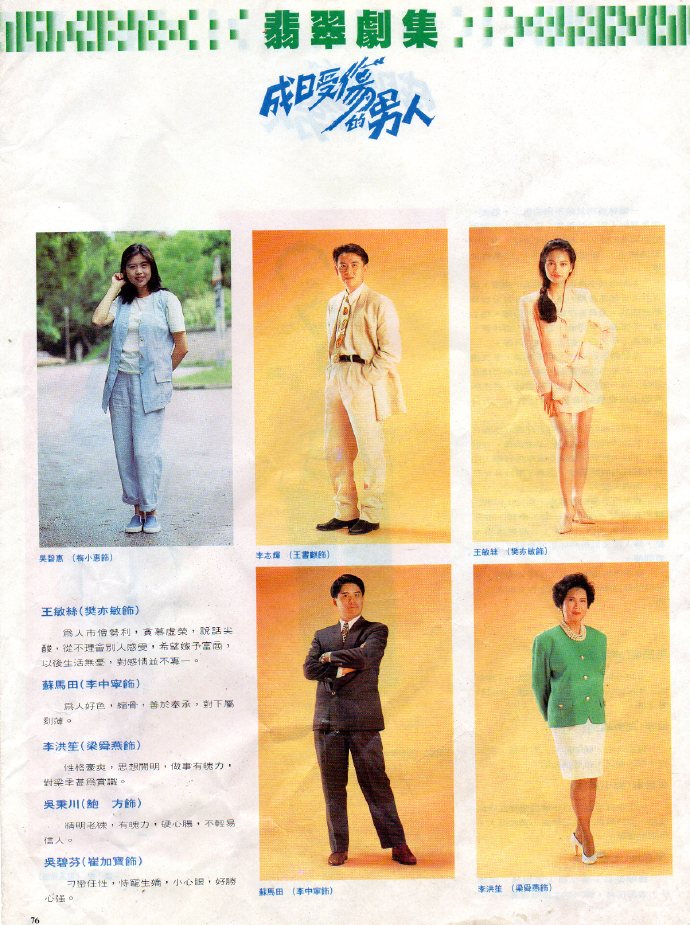 翡翠劇集
成日受傷的男人
吳碧惠 (梅小惠飾)
李志輝 (王書麒飾)
王敏絲 (樊亦敏飾)
王敏絲(樊亦敏飾)
為人市儈勢利，貪慕虛榮，說話尖
酸，從不理會別人感受，希望嫁予富商，
以後生活無憂，對感情並不專一。
蘇馬田(李中寧飾)
為人好色，縮骨，善於奉承，對下屬
刻薄。
李洪笙(梁舜燕飾)
性格豪爽，思想開明，做事有魄力，
對梁季甚為賞識。
吳秉川(鮑 方飾)
精明老練，有魄力，硬心腸，不輕易
信人。
吳碧芬(崔加寶飾)
刁蠻任性，恃寵生嬌，小心眼，好勝
心強。
蘇馬田 (李中寧飾)
李洪笙 (梁舜燕飾)
76